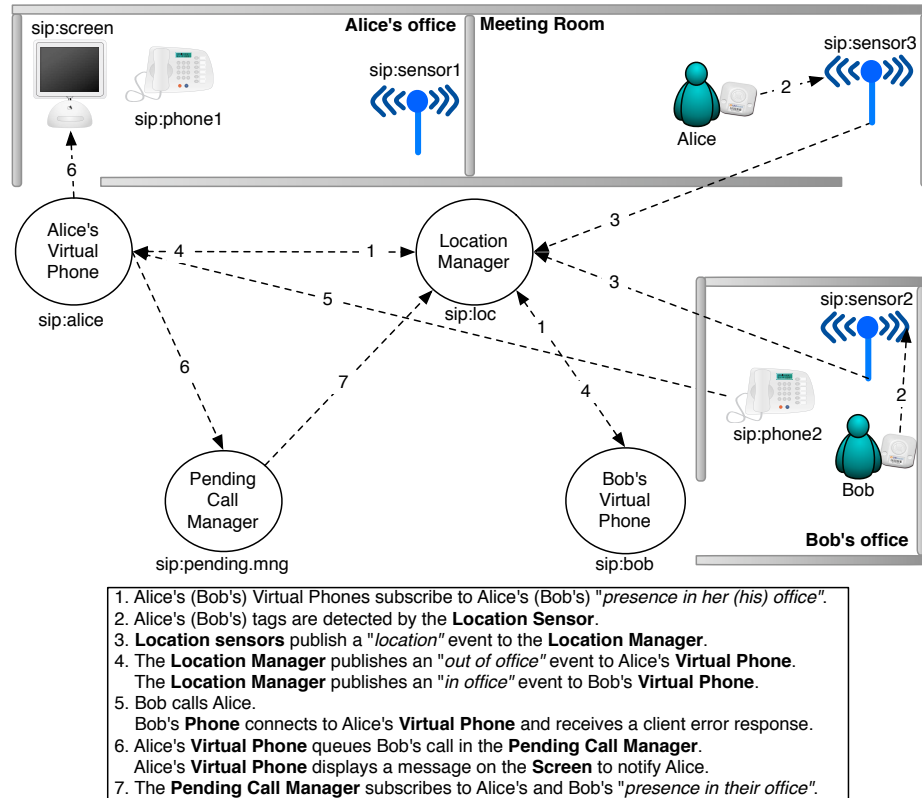 sip:screen
Alice's office
Meeting Room
sip:sensor3
sip:sensor1
2
sip:phone1
Alice
6
3
Alice's
Virtual
Phone
4
1
Location
Manager
3
sip:alice
5
sip:loc
sip:sensor2
1
6
7
4
2
sip:phone2
Pending
Call
Manager
Bob's
Virtual
Phone
Bob
Bob's office
sip:pending.mng
sip:bob
1. Alice's (Bob's) Virtual Phones subscribe to Alice's (Bob's) "presence in her (his) office".
2. Alice's (Bob's) tags are detected by the Location Sensor.
3. Location sensors publish a "location" event to the Location Manager.
4. The Location Manager publishes an "out of office" event to Alice's Virtual Phone.
The Location Manager publishes an "in office" event to Bob's Virtual Phone.
5. Bob calls Alice.
Bob's Phone connects to Alice's Virtual Phone and receives a client error response.
6. Alice's Virtual Phone queues Bob's call in the Pending Call Manager.
Alice's Virtual Phone displays a message on the Screen to notify Alice.
7. The Pending Call Manager subscribes to Alice's and Bob's "presence in their office".